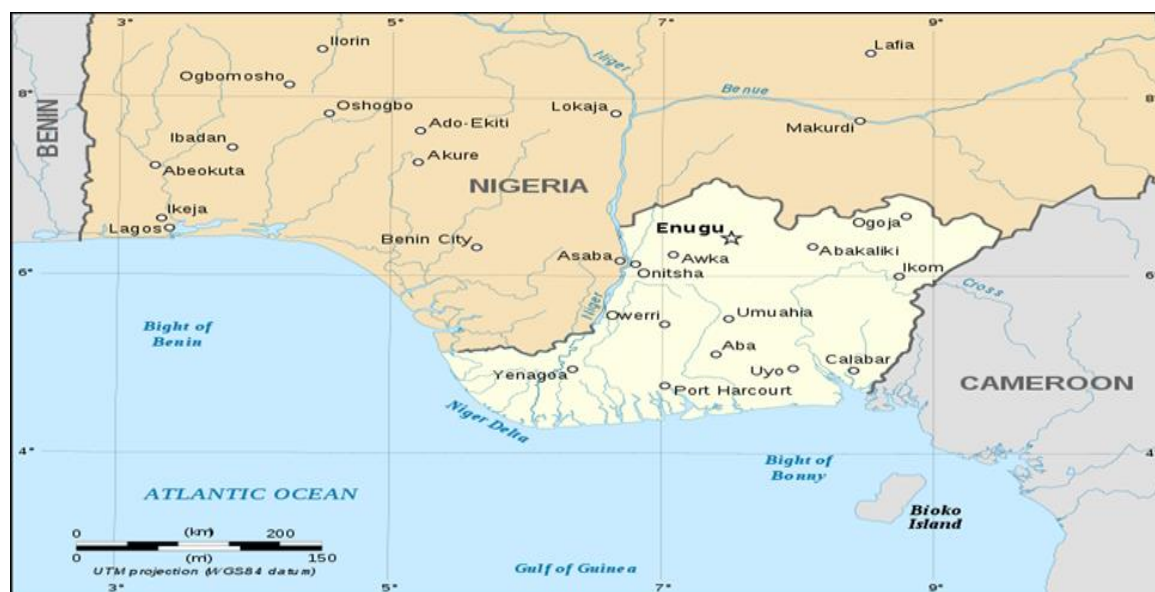 3°
5°
7°
9°
Ilorin
Niger
Lafia
Ogbomosho
8°
Benue
8
Oshogbo
Lokaja
Ado-Ekiti
Makurdi
BENIN
Ibadan
Akure
Abeokuta
NIGERIA
Ikeja
Lagos
Enugu
Ogoja
Benin City
Asaba
Awka
Abakaliki
Onitsha
Ikom
6°
6
Cross
Niger
Owerri
Umuahia
Bight of
Benin
Aba
Calabar
Yenagoa
Uyo
CAMEROON
Port Harcourt
Niger Delta
4°
4
Bight of
Bonny
ATLANTIC OCEAN
Bioko
Island
0 (km) 200
0 (m) 150
UTM projection (WGS84 datum)
Gulf of Guinea
3°
5°
7°
9°